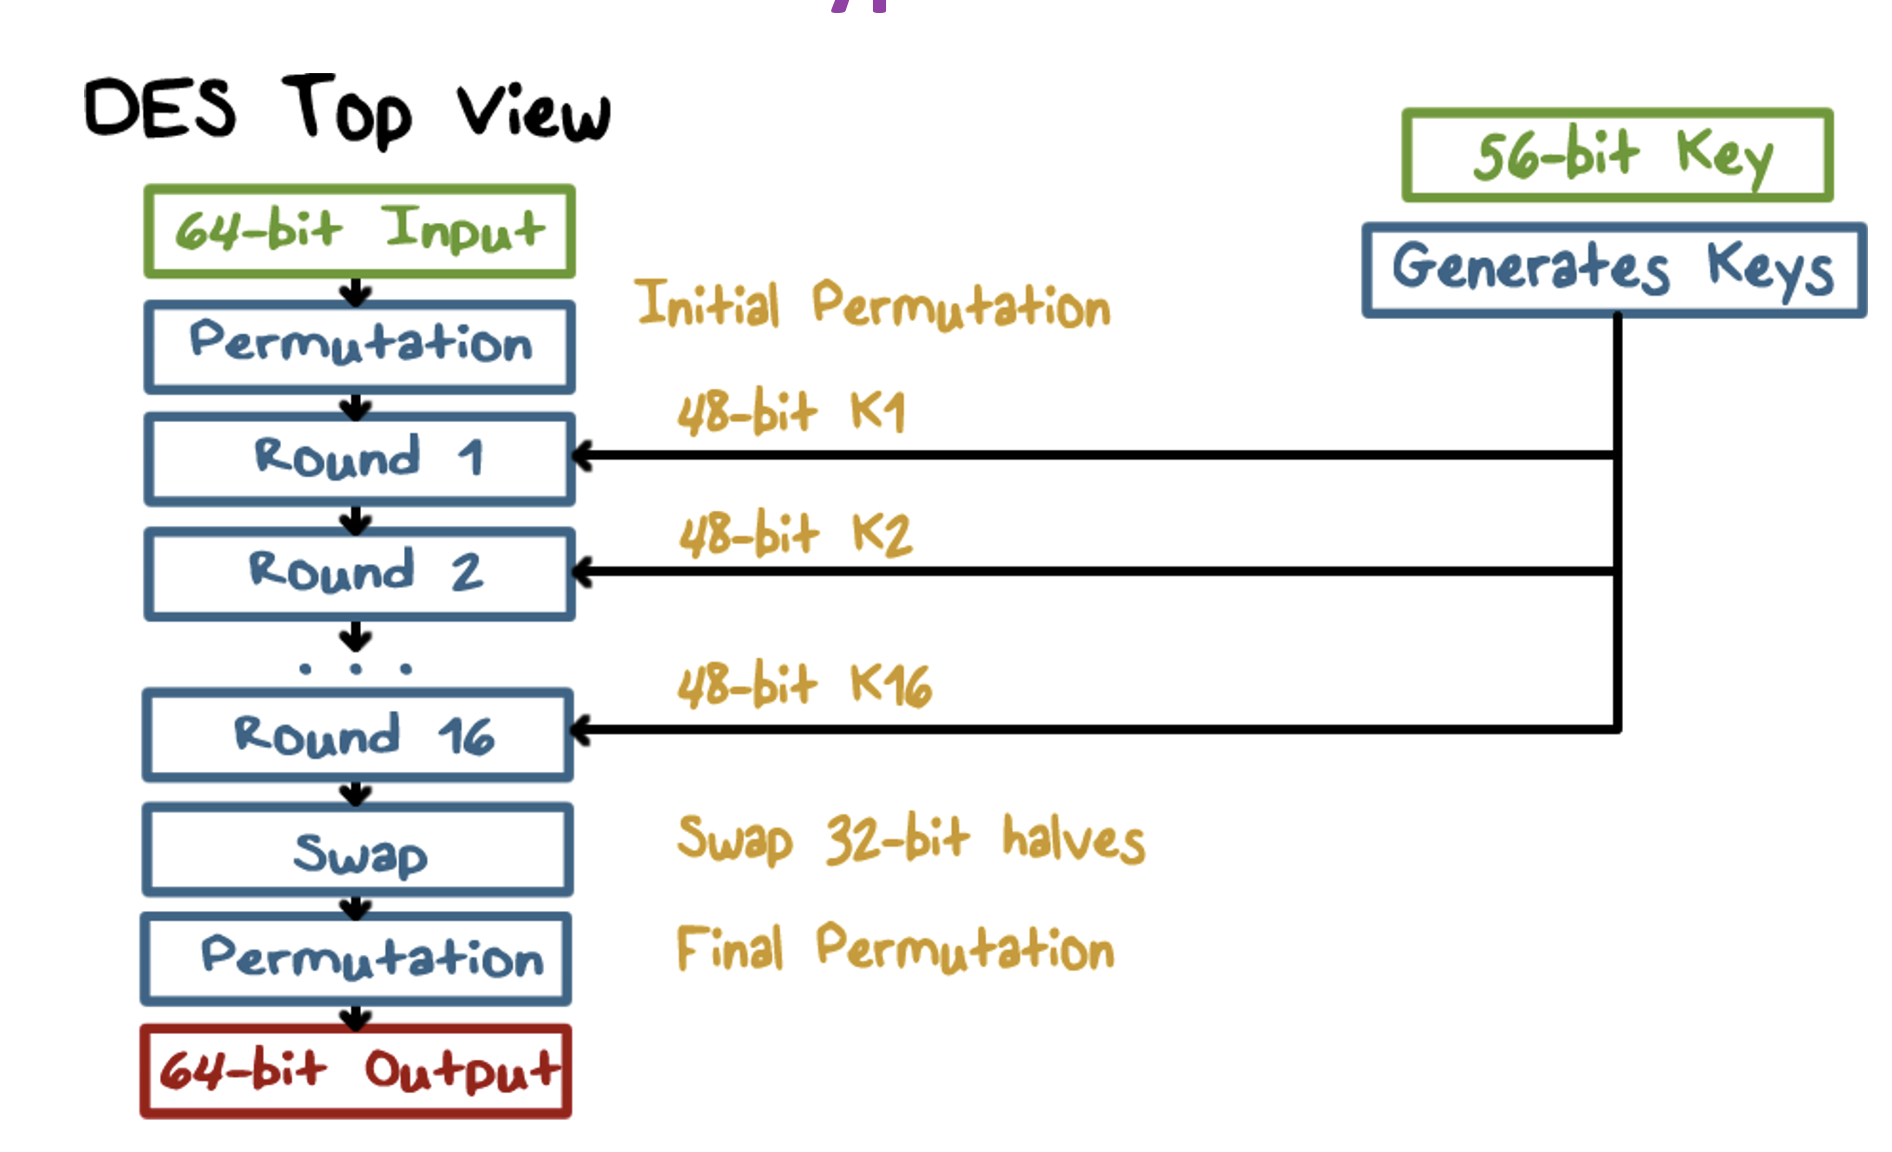 DES Top View
56-bit Key
Generates Keys
64-bit Input
Permutation
Initial Permutation
48-bit K1
Round 1
48-bit K2
Round 2
. . .
48-bit K16
Round 16
Swap
Swap 32-bit halves
Permutation
Final Permutation
64-bit Output